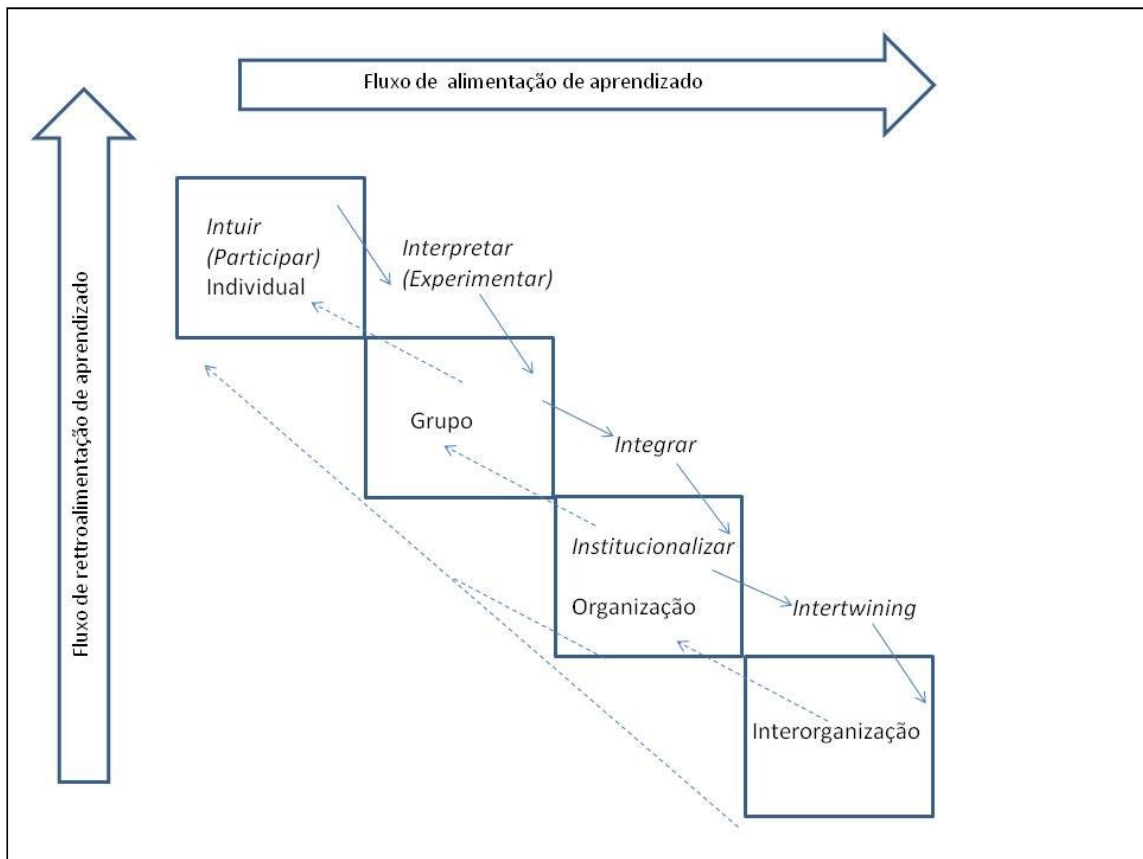 Fluxo de alimentação de aprendizado
Fluxo de rettroalimentação de aprendizado
Intuir
(Participar)
Individual
Interpretar
(Experimentar)
Grupo
Integrar
Institucionalizar
Organização
Intertwining
Interorganização